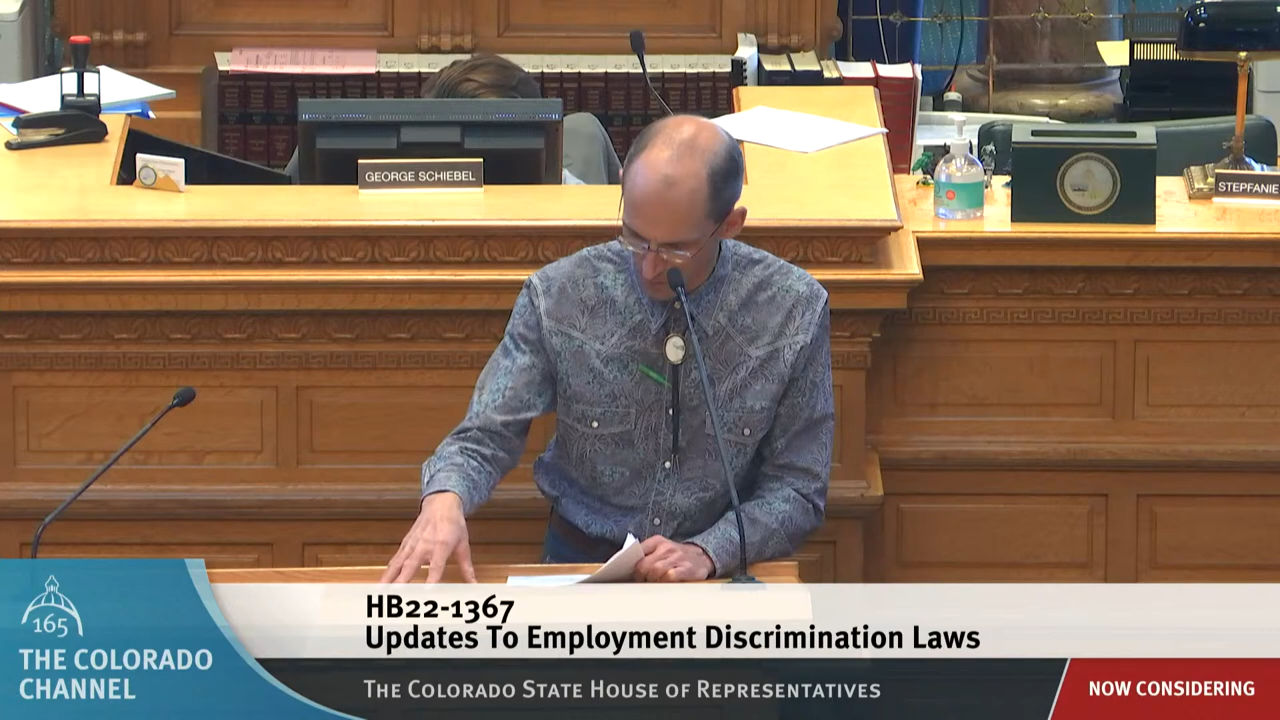 GEORGE SCHIEBEL
STEPFANIE
HB22-1367
Updates To Employment Discrimination Laws
165
THE COLORADO
CHANNEL
The Colorado State House of Representatives
NOW CONSIDERING